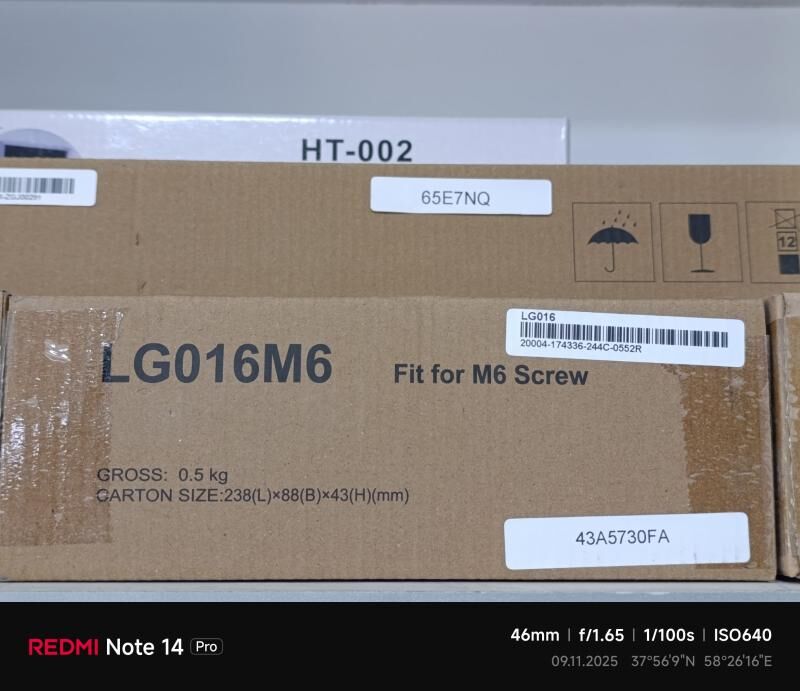 HT-002
65E7NQ
12
LG016
20004-174336-244C-0552R
LG016M6
Fit for M6 Screw
GROSS: 0.5 kg
CARTON SIZE:238(L)×88(B)×43(H)(mm)
43A5730FA
REDMI Note 14 Pro
46mm | f/1.65 | 1/100s | ISO640
09.11.2025 37°56'9"N 58°26'16"E